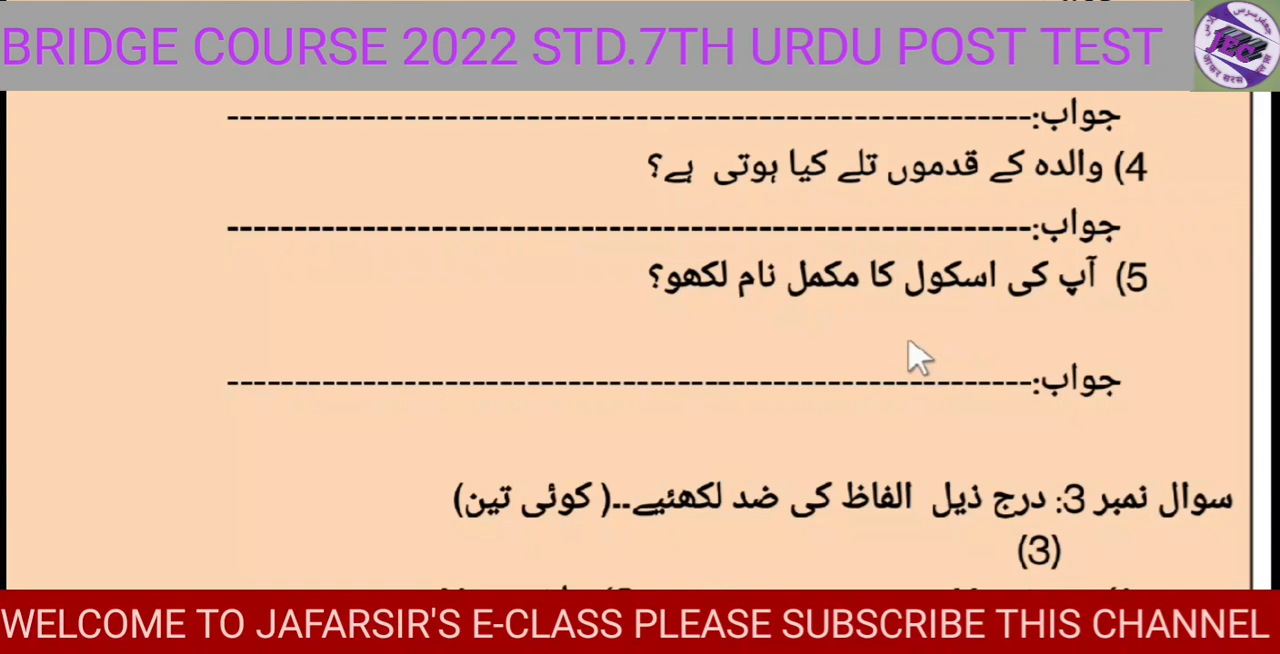 BRIDGE COURSE 2022 STD.7TH URDU POST TEST
JEC
جواب:------------------------------------------------------------
4) والدہ کے قدموں تلے کیا ہوتی ہے؟
جواب:------------------------------------------------------------
5) آپ کی اسکول کا مکمل نام لکھو؟
جواب:------------------------------------------------------------
سوال نمبر 3: درج ذیل الفاظ کی ضد لکھئیے۔۔( کوئی تین)
(3)
WELCOME TO JAFARSIR'S E-CLASS PLEASE SUBSCRIBE THIS CHANNEL